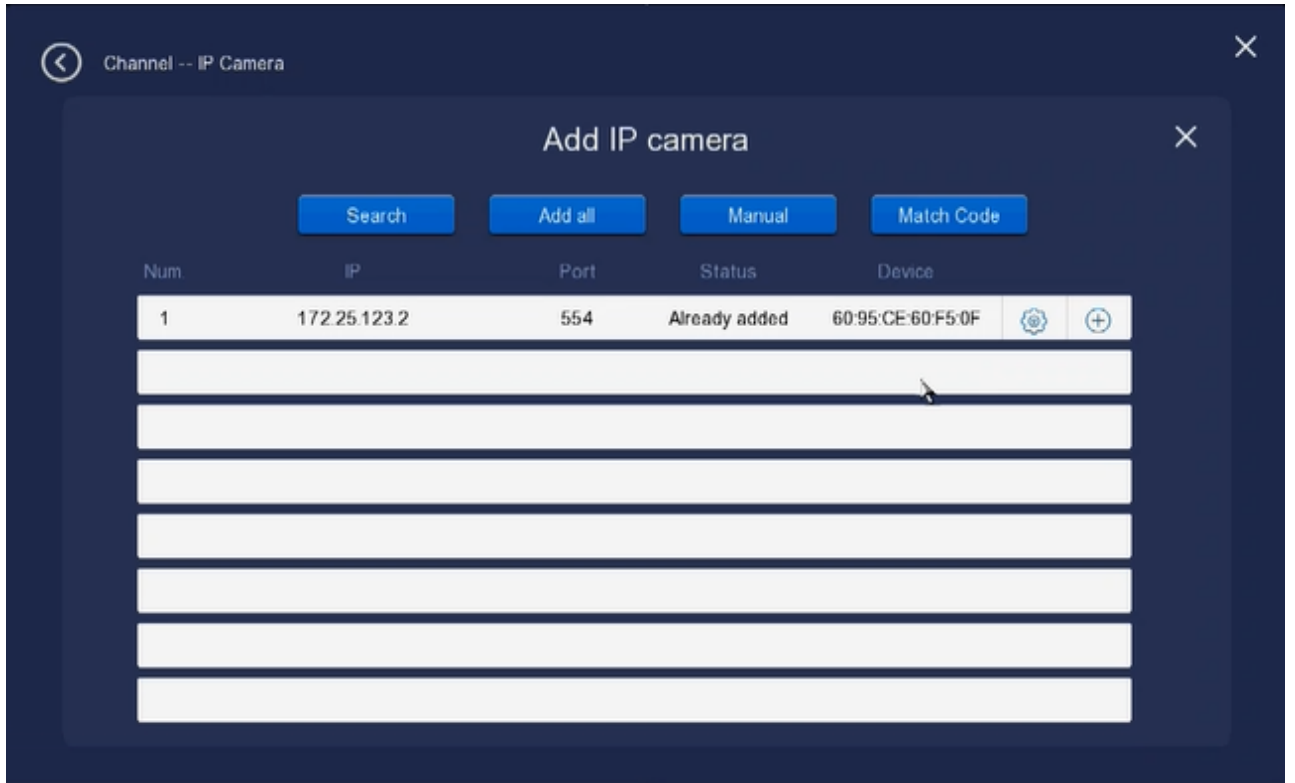 Channel -- IP Camera
Add IP camera
Search Add all Manual Match Code
Num IP Port Status Device
1 172.25.123.2 554 Already added 60:95:CE:60:F5:0F